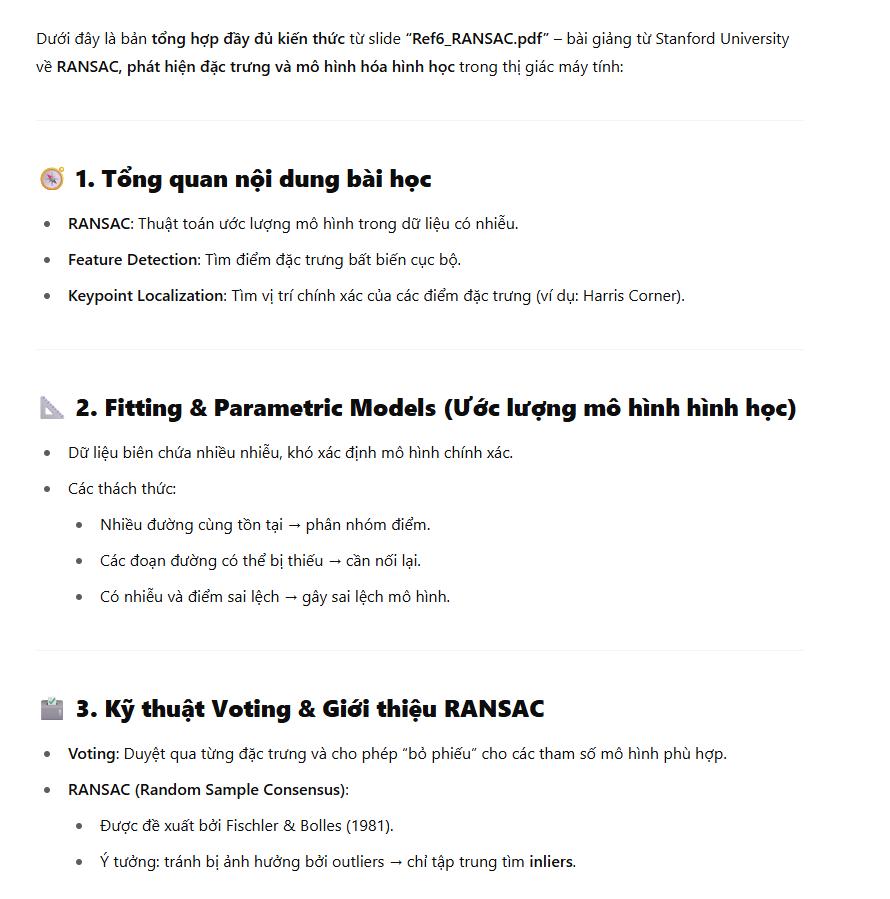 Dưới đây là bản tổng hợp đầy đủ kiến thức từ slide “Ref6_RANSAC.pdf” – bài giảng từ Stanford University
về RANSAC, phát hiện đặc trưng và mô hình hóa hình học trong thị giác máy tính:
1. Tổng quan nội dung bài học
RANSAC: Thuật toán ước lượng mô hình trong dữ liệu có nhiễu.
Feature Detection: Tìm điểm đặc trưng bất biến cục bộ.
Keypoint Localization: Tìm vị trí chính xác của các điểm đặc trưng (ví dụ: Harris Corner).
2. Fitting & Parametric Models (Ước lượng mô hình hình học)
Dữ liệu biên chứa nhiều nhiễu, khó xác định mô hình chính xác.
Các thách thức:
Nhiều đường cùng tồn tại → phân nhóm điểm.
Các đoạn đường có thể bị thiếu → cần nối lại.
Có nhiễu và điểm sai lệch → gây sai lệch mô hình.
3. Kỹ thuật Voting & Giới thiệu RANSAC
Voting: Duyệt qua từng đặc trưng và cho phép “bỏ phiếu” cho các tham số mô hình phù hợp.
RANSAC (Random Sample Consensus):
Được đề xuất bởi Fischler & Bolles (1981).
Ý tưởng: tránh bị ảnh hưởng bởi outliers → chỉ tập trung tìm inliers.